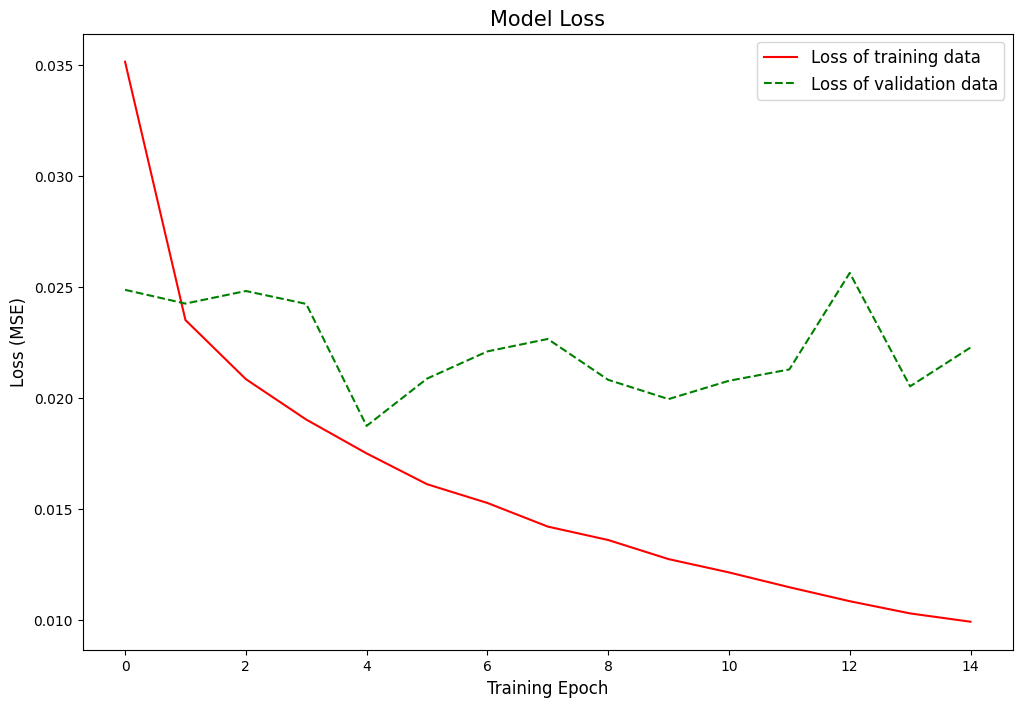 Model Loss
Loss of training data
Loss of validation data
Loss (MSE)
0.035
0.030
0.025
0.020
0.015
0.010
0 2 4 6 8 10 12 14
Training Epoch